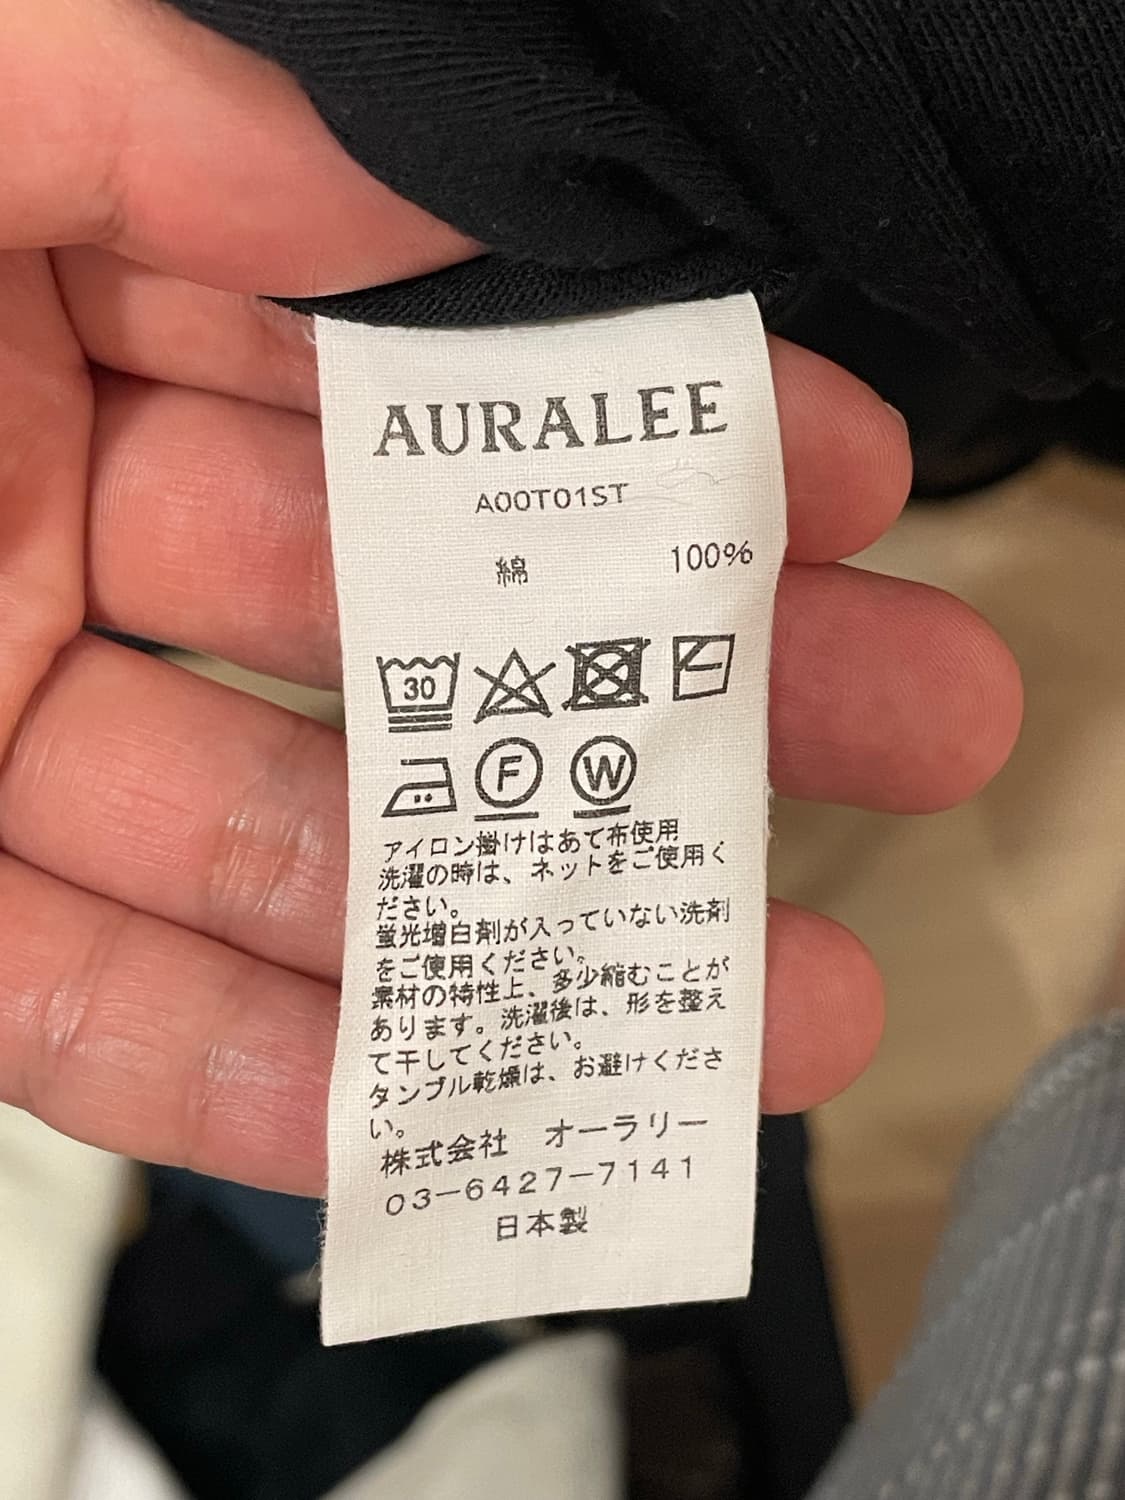 AURALEE
A00T01ST
綿 100%
30
F W
アイロン掛けはあて布使用
洗濯の時は、ネットをご使用く
ださい。
蛍光増白剤が入っていない洗剤
をご使用ください。
素材の特性上、多少縮むことが
あります。洗濯後は、形を整え
て干してください。
タンブル乾燥は、お避けくださ
い。
株式会社 オーラリー
03-6427-7141
日本製